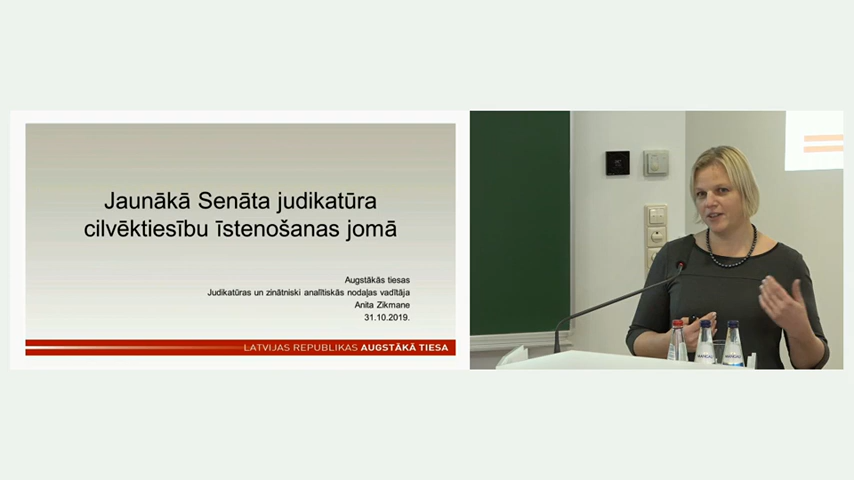 Jaunākā Senāta judikatūra
cilvēktiesību īstenošanas jomā
Augstākās tiesas
Judikatūras un zinātniski analītiskās nodaļas vadītāja
Anita Zikmane
31.10.2019.
LATVIJAS REPUBLIKAS AUGSTĀKĀ TIESA